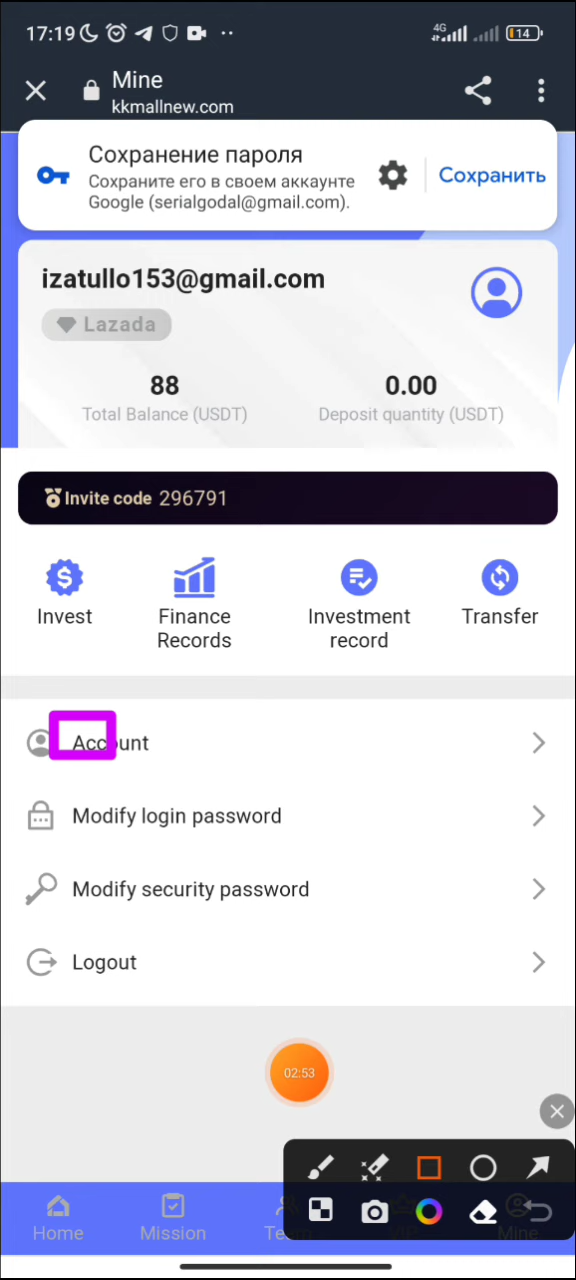 17:19
4G
14
Mine
kkmallnew.com
Сохранение пароля
Сохраните его в своем аккаунте
Google (serialgodal@gmail.com).
Сохранить
izatullo153@gmail.com
Lazada
88
0.00
Total Balance (USDT)
Deposit quantity (USDT)
Invite code 296791
Invest
Finance
Records
Investment
record
Transfer
Account
Modify login password
Modify security password
Logout
02:53
Home
Mission
Mine